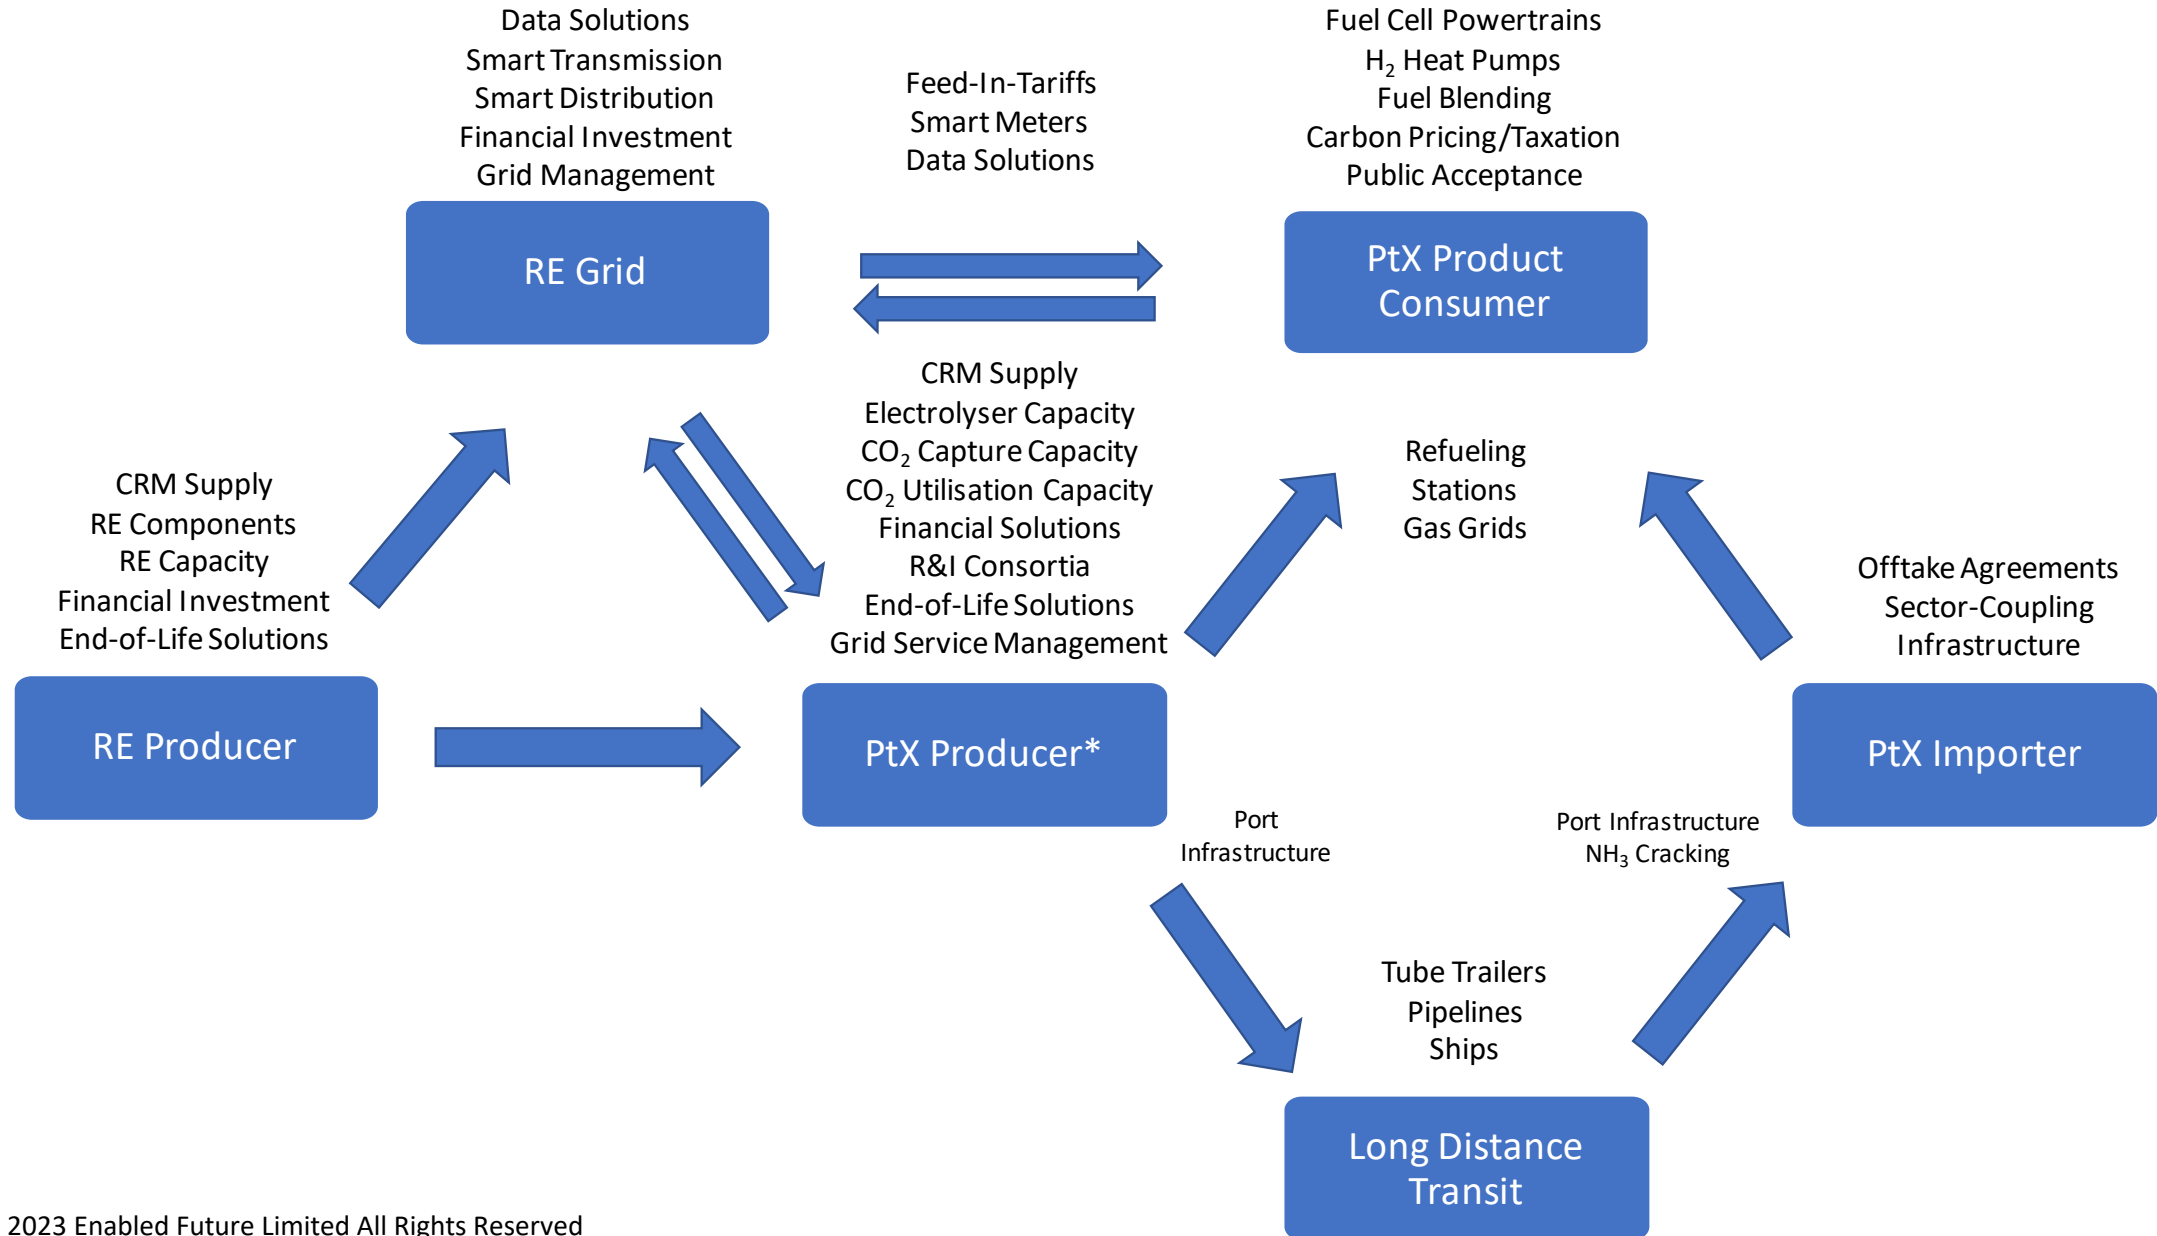 Data Solutions
Smart Transmission
Smart Distribution
Financial Investment
Grid Management
RE Grid
Feed-In-Tariffs
Smart Meters
Data Solutions
Fuel Cell Powertrains
H₂ Heat Pumps
Fuel Blending
Carbon Pricing/Taxation
Public Acceptance
PtX Product
Consumer
CRM Supply
RE Components
RE Capacity
Financial Investment
End-of-Life Solutions
RE Producer
CRM Supply
Electrolyser Capacity
CO₂ Capture Capacity
CO₂ Utilisation Capacity
Financial Solutions
R&I Consortia
End-of-Life Solutions
Grid Service Management
PtX Producer*
Refueling
Stations
Gas Grids
Offtake Agreements
Sector-Coupling
Infrastructure
PtX Importer
Port
Infrastructure
Port Infrastructure
NH₃ Cracking
Tube Trailers
Pipelines
Ships
Long Distance
Transit
2023 Enabled Future Limited All Rights Reserved